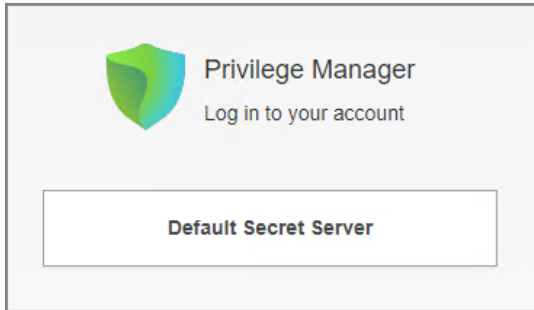 Privilege Manager
Log in to your account
Default Secret Server